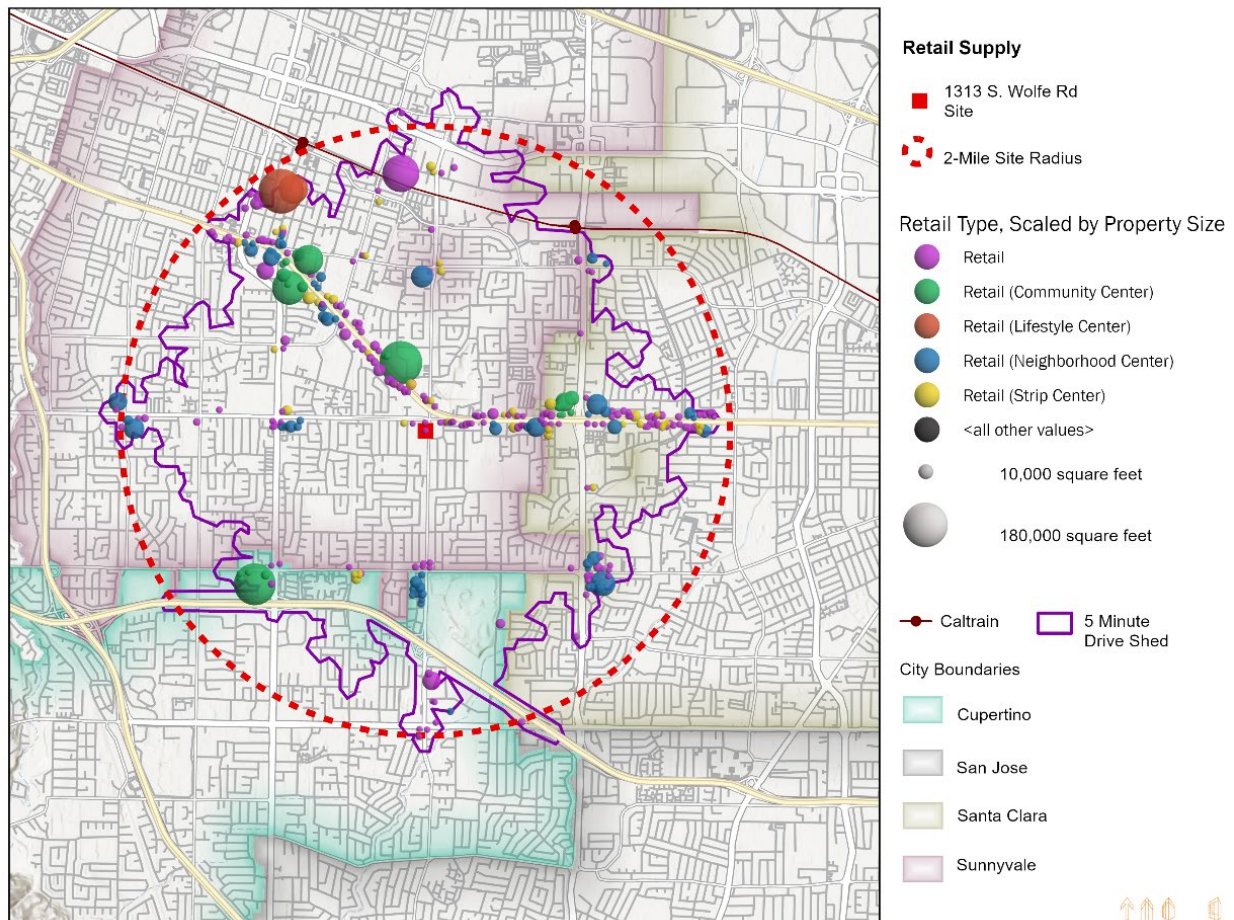 Retail Supply
1313 S. Wolfe Rd
Site
2-Mile Site Radius
Retail Type, Scaled by Property Size
Retail
Retail (Community Center)
Retail (Lifestyle Center)
Retail (Neighborhood Center)
Retail (Strip Center)
<all other values>
10,000 square feet
180,000 square feet
Caltrain
5 Minute
Drive Shed
City Boundaries
Cupertino
San Jose
Santa Clara
Sunnyvale